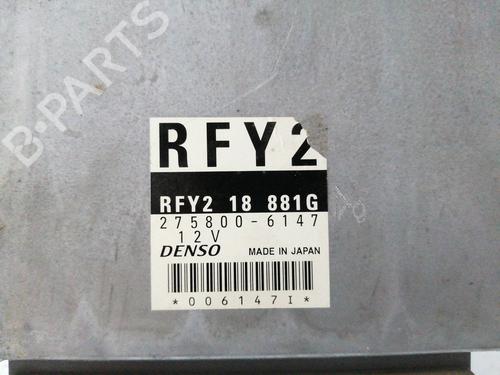 B-PARTS
RFY2
RFY2 18 881G
275800-6147
12V
DENSO MADE IN JAPAN
*006147I*